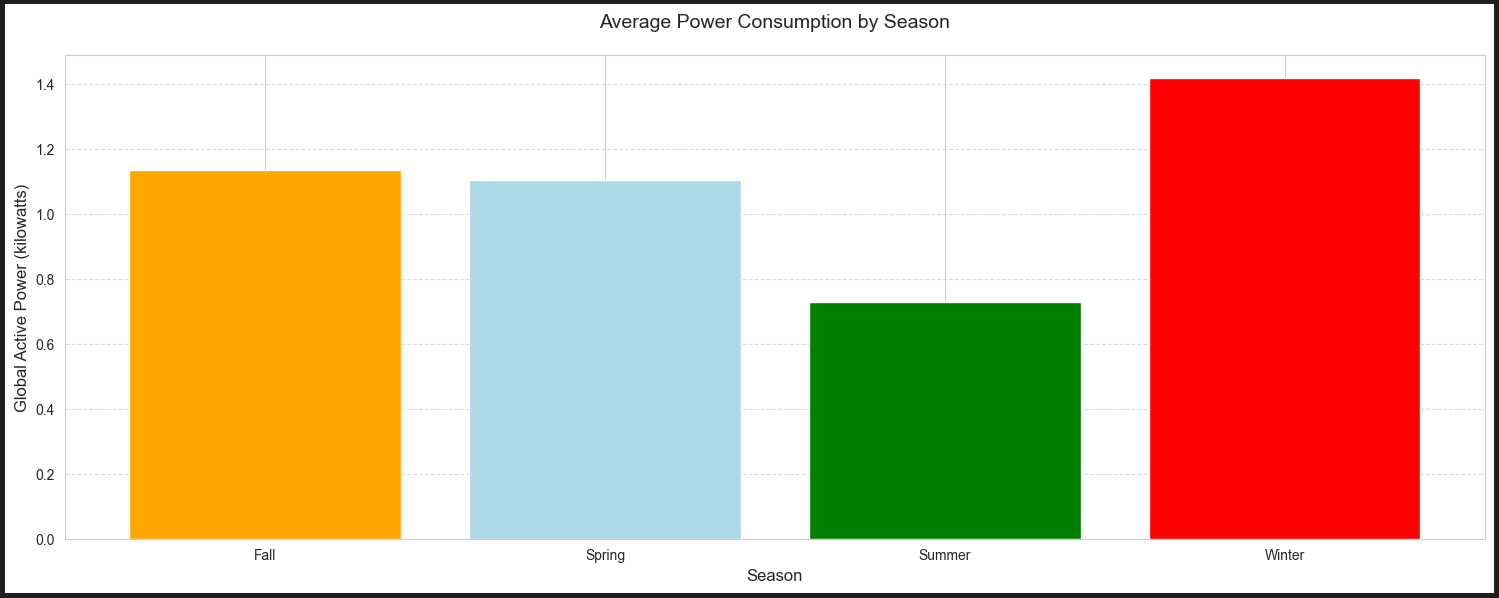 Average Power Consumption by Season
Global Active Power (kilowatts)
1.4
1.2
1.0
0.8
0.6
0.4
0.2
0.0
Fall Spring Summer Winter
Season